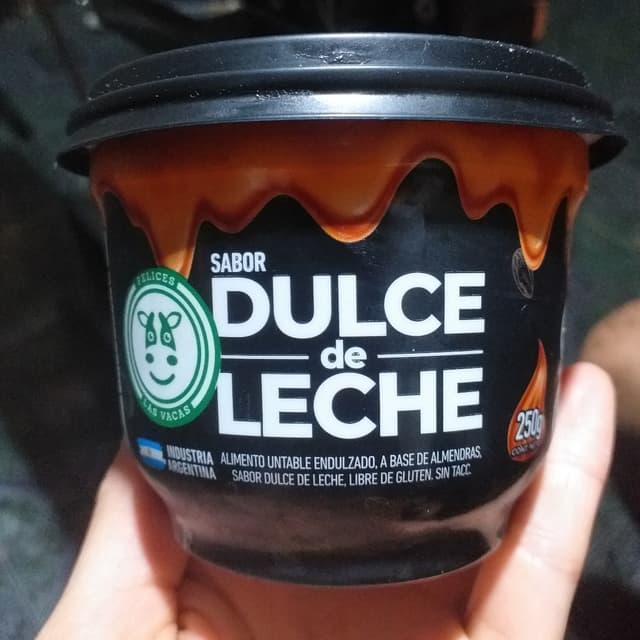 SABOR
DULCE
de
LECHE
FELICES
LAS VACAS
INDUSTRIA
ARGENTINA
ALIMENTO UNTABLE ENDULZADO, A BASE DE ALMENDRAS,
SABOR DULCE DE LECHE, LIBRE DE GLUTEN. SIN TACC.
250g